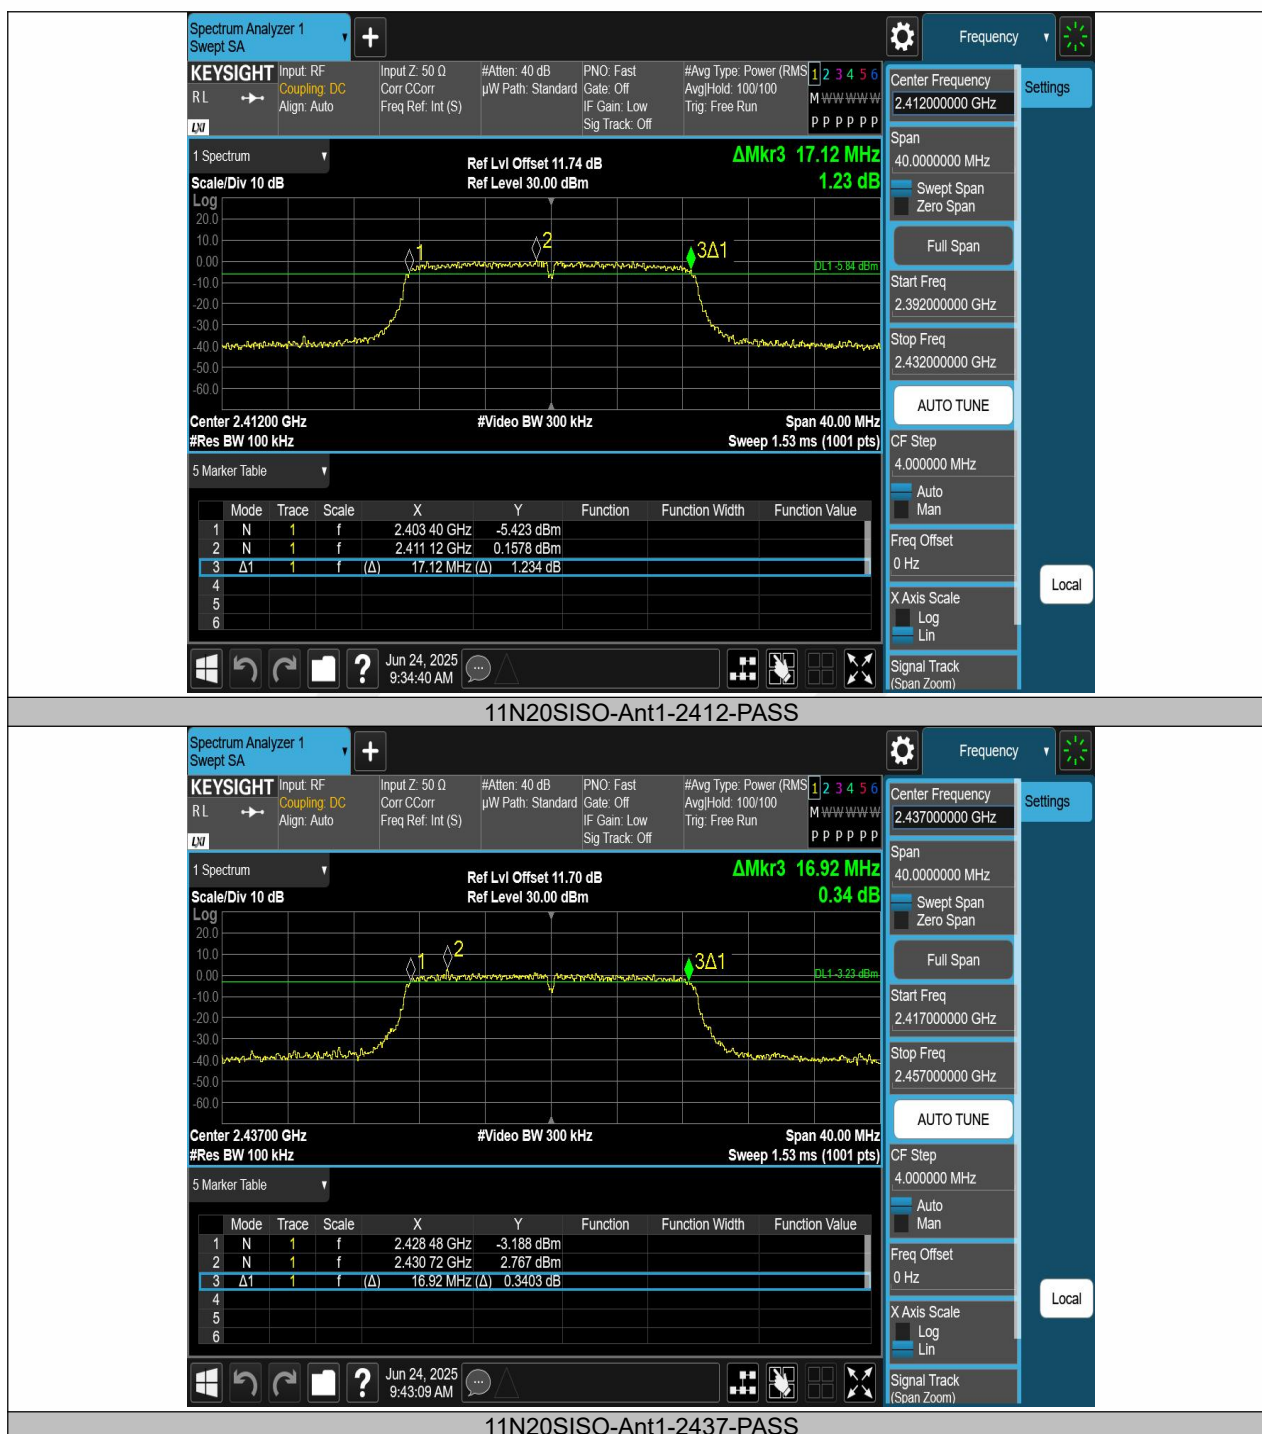 Spectrum Analyzer 1
Swept SA
+
Frequency
KEYSIGHT
RL
LXI
Input: RF
Coupling: DC
Align: Auto
Input Z: 50 Ω
Corr CCorr
Freq Ref: Int (S)
#Atten: 40 dB
µW Path: Standard
PNO: Fast
Gate: Off
IF Gain: Low
Sig Track: Off
#Avg Type: Power (RMS
Avg|Hold: 100/100
Trig: Free Run
1 2 3 4 5 6
M W W W W W
P P P P P P
1 Spectrum
Scale/Div 10 dB
Ref Lvl Offset 11.74 dB
Ref Level 30.00 dBm
ΔMkr3 17.12 MHz
1.23 dB
Log
20.0
10.0
0.00
-10.0
-20.0
-30.0
-40.0
-50.0
-60.0
1
2
3Δ1
DL1 -5.84 dBm
Center 2.41200 GHz
#Video BW 300 kHz
Span 40.00 MHz
#Res BW 100 kHz
Sweep 1.53 ms (1001 pts)
5 Marker Table
Mode Trace Scale X Y Function Function Width Function Value
1 N 1 f 2.403 40 GHz -5.423 dBm
2 N 1 f 2.411 12 GHz 0.1578 dBm
3 Δ1 1 f (Δ) 17.12 MHz (Δ) 1.234 dB
4
5
6
?
Jun 24, 2025
9:34:40 AM
Center Frequency
2.412000000 GHz
Span
40.0000000 MHz
Swept Span
Zero Span
Full Span
Start Freq
2.392000000 GHz
Stop Freq
2.432000000 GHz
AUTO TUNE
CF Step
4.000000 MHz
Auto
Man
Freq Offset
0 Hz
X Axis Scale
Log
Lin
Signal Track
(Span Zoom)
Settings
Local
11N20SISO-Ant1-2412-PASS
Spectrum Analyzer 1
Swept SA
+
Frequency
KEYSIGHT
RL
LXI
Input: RF
Coupling: DC
Align: Auto
Input Z: 50 Ω
Corr CCorr
Freq Ref: Int (S)
#Atten: 40 dB
µW Path: Standard
PNO: Fast
Gate: Off
IF Gain: Low
Sig Track: Off
#Avg Type: Power (RMS
Avg|Hold: 100/100
Trig: Free Run
1 2 3 4 5 6
M W W W W W
P P P P P P
1 Spectrum
Scale/Div 10 dB
Ref Lvl Offset 11.70 dB
Ref Level 30.00 dBm
ΔMkr3 16.92 MHz
0.34 dB
Log
20.0
10.0
0.00
-10.0
-20.0
-30.0
-40.0
-50.0
-60.0
1
2
3Δ1
DL1 -3.23 dBm
Center 2.43700 GHz
#Video BW 300 kHz
Span 40.00 MHz
#Res BW 100 kHz
Sweep 1.53 ms (1001 pts)
5 Marker Table
Mode Trace Scale X Y Function Function Width Function Value
1 N 1 f 2.428 48 GHz -3.188 dBm
2 N 1 f 2.430 72 GHz 2.767 dBm
3 Δ1 1 f (Δ) 16.92 MHz (Δ) 0.3403 dB
4
5
6
?
Jun 24, 2025
9:43:09 AM
Center Frequency
2.437000000 GHz
Span
40.0000000 MHz
Swept Span
Zero Span
Full Span
Start Freq
2.417000000 GHz
Stop Freq
2.457000000 GHz
AUTO TUNE
CF Step
4.000000 MHz
Auto
Man
Freq Offset
0 Hz
X Axis Scale
Log
Lin
Signal Track
(Span Zoom)
Settings
Local
11N20SISO-Ant1-2437-PASS